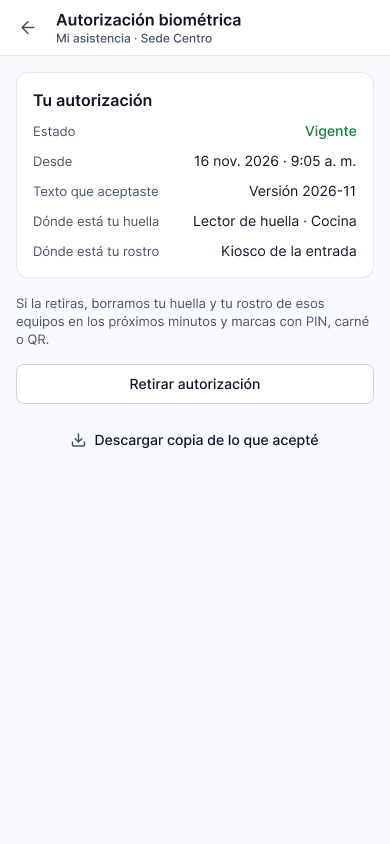 Autorización biométrica
Mi asistencia · Sede Centro
Tu autorización
Estado Vigente
Desde 16 nov. 2026 · 9:05 a. m.
Texto que aceptaste Versión 2026-11
Dónde está tu huella Lector de huella · Cocina
Dónde está tu rostro Kiosco de la entrada
Si la retiras, borramos tu huella y tu rostro de esos
equipos en los próximos minutos y marcas con PIN, carné
o QR.
Retirar autorización
Descargar copia de lo que acepté